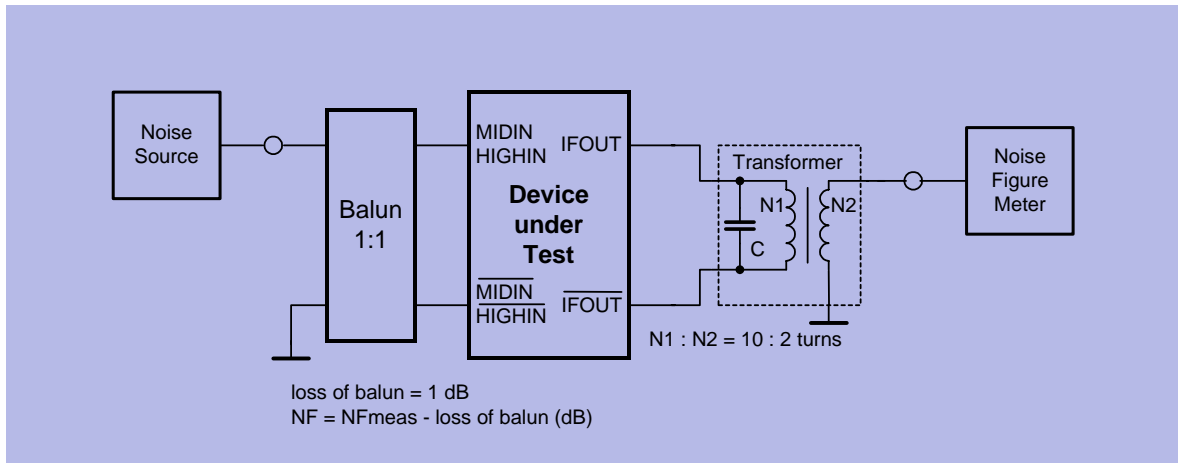 Noise
Source
Balun
1:1
MIDIN
HIGHIN
IFOUT
Device
under
Test
MIDIN
HIGHIN
IFOUT
Transformer
N1
N2
C
Noise
Figure
Meter
N1 : N2 = 10 : 2 turns
loss of balun = 1 dB
NF = NFmeas - loss of balun (dB)